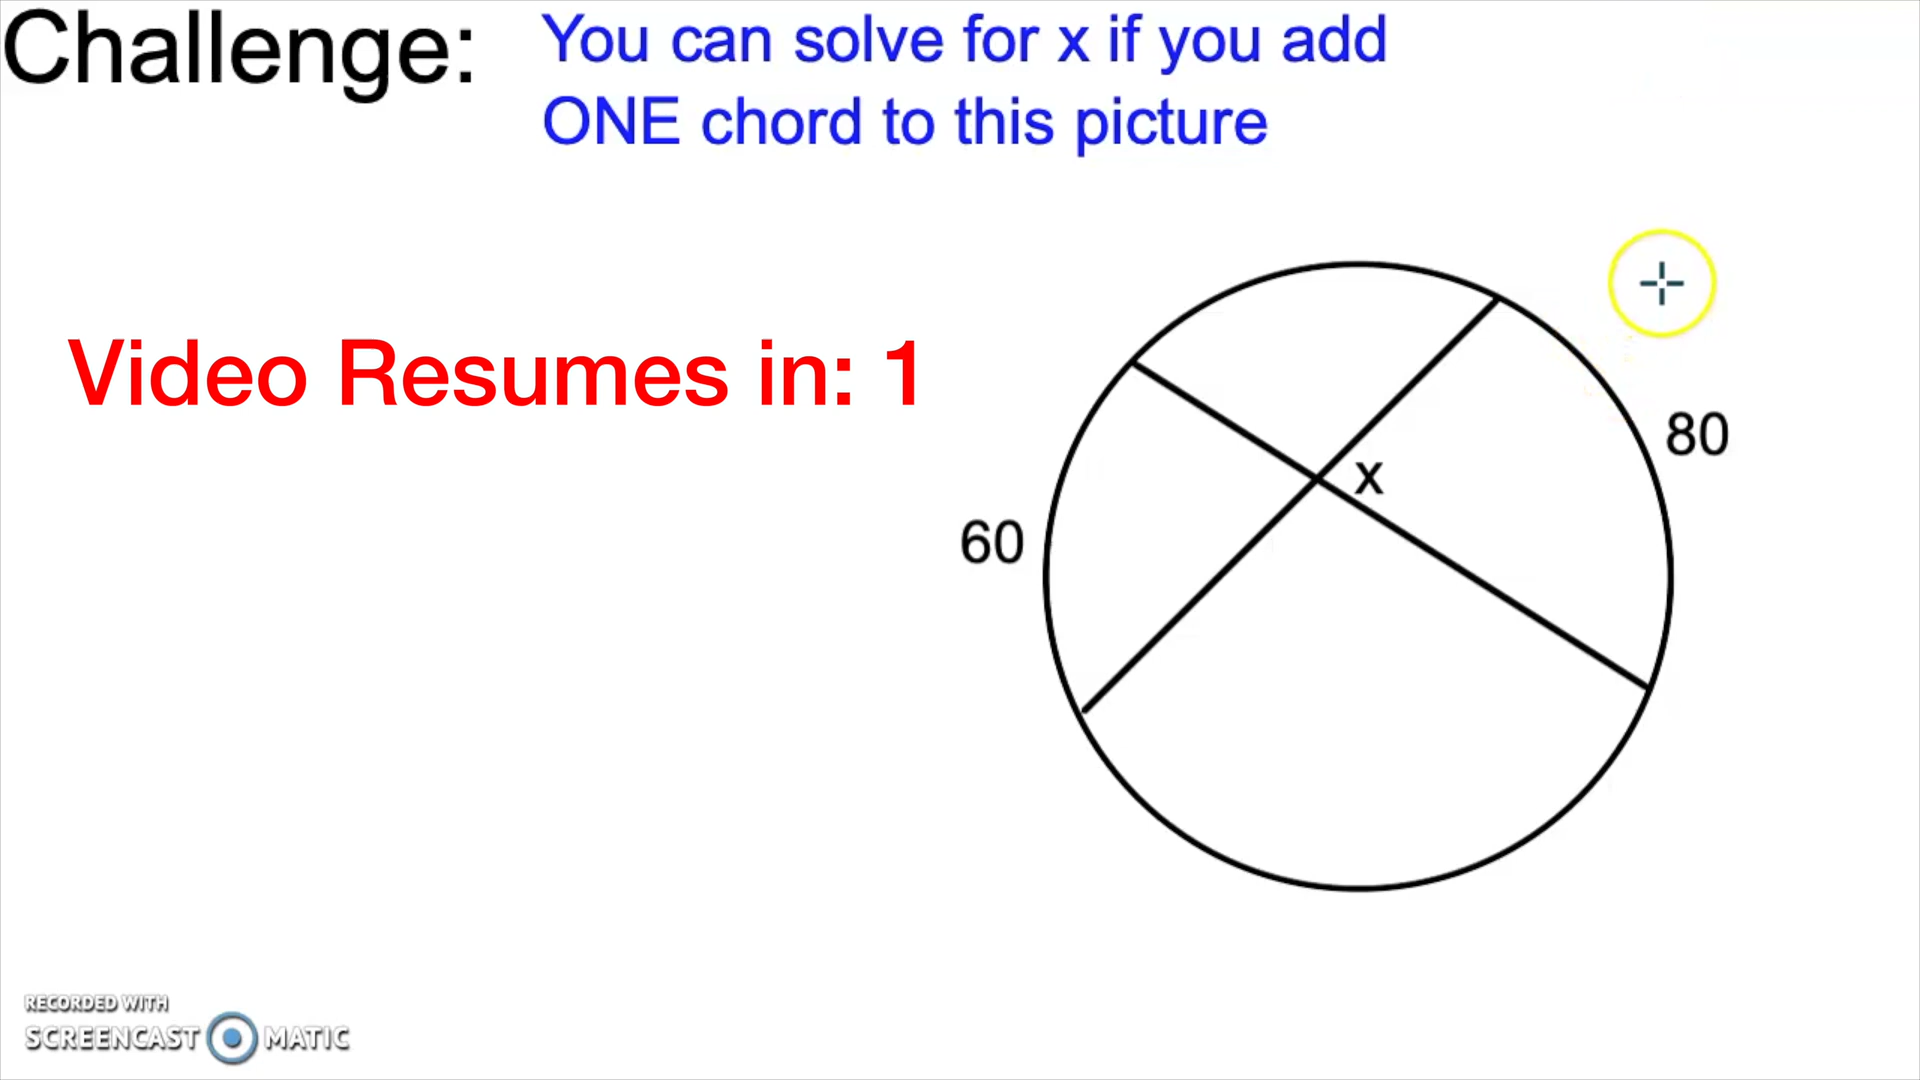 Challenge:
You can solve for x if you add
ONE chord to this picture
Video Resumes in: 1
80
x
60
RECORDED WITH
SCREENCAST MATIC